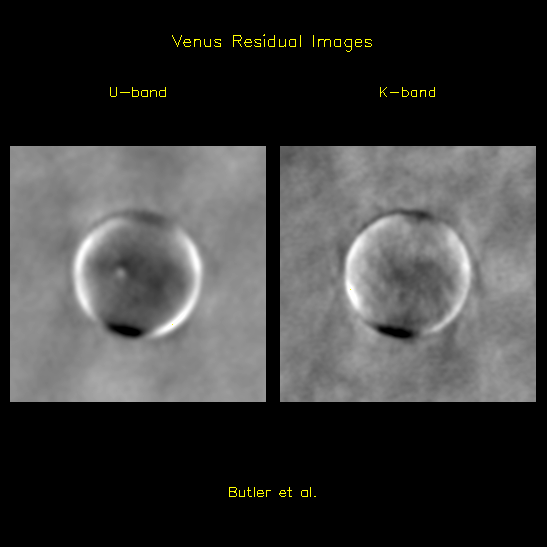 Venus Residual Images
U-band
K-band
Butler et al.